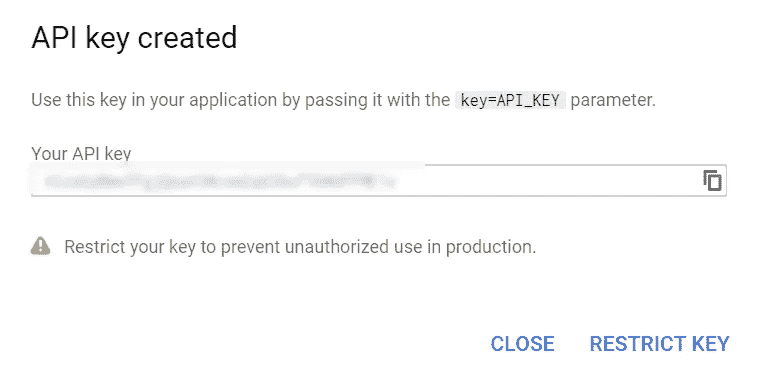 API key created
Use this key in your application by passing it with the key=API_KEY parameter.
Your API key
Restrict your key to prevent unauthorized use in production.
CLOSE RESTRICT KEY